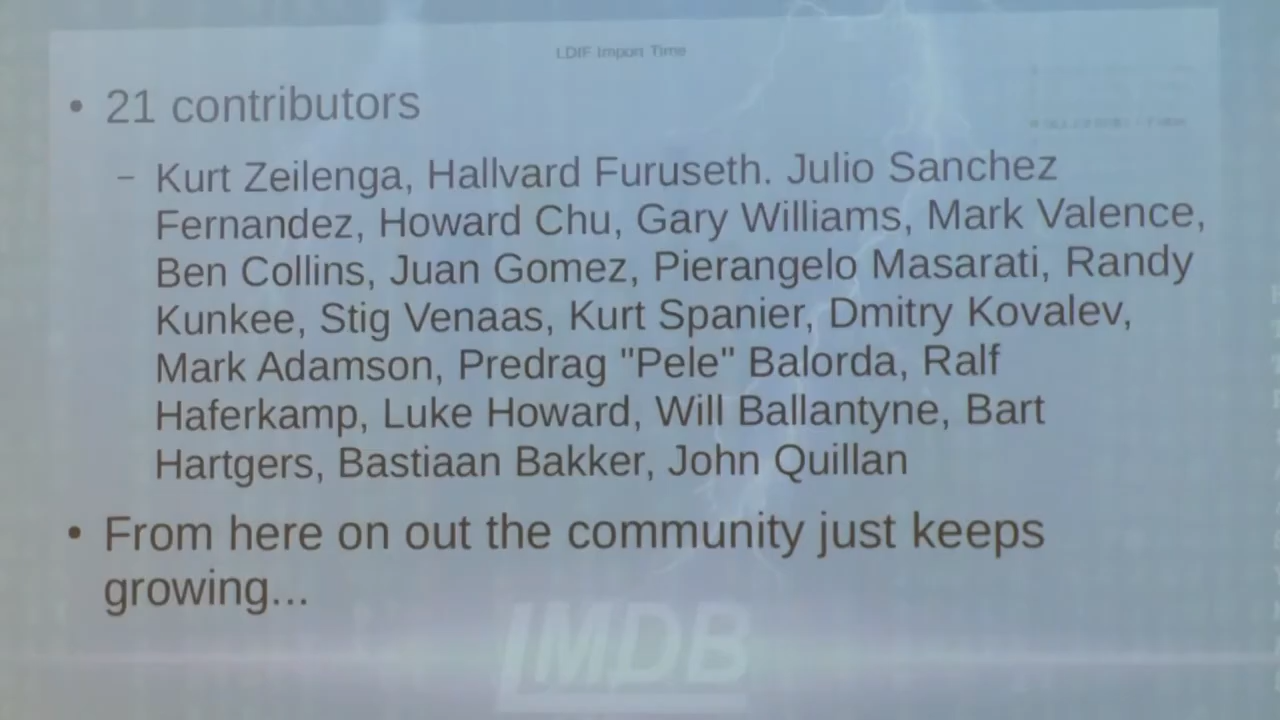 LDIF Import Time
• 21 contributors
– Kurt Zeilenga, Hallvard Furuseth. Julio Sanchez
Fernandez, Howard Chu, Gary Williams, Mark Valence,
Ben Collins, Juan Gomez, Pierangelo Masarati, Randy
Kunkee, Stig Venaas, Kurt Spanier, Dmitry Kovalev,
Mark Adamson, Predrag "Pele" Balorda, Ralf
Haferkamp, Luke Howard, Will Ballantyne, Bart
Hartgers, Bastiaan Bakker, John Quillan
• From here on out the community just keeps
growing...
LMDB